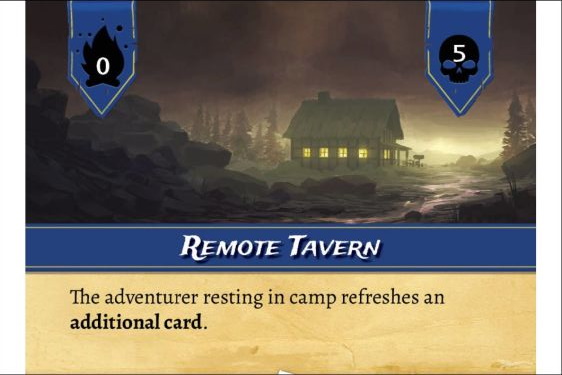 0
5
Remote Tavern
The adventurer resting in camp refreshes an
additional card.